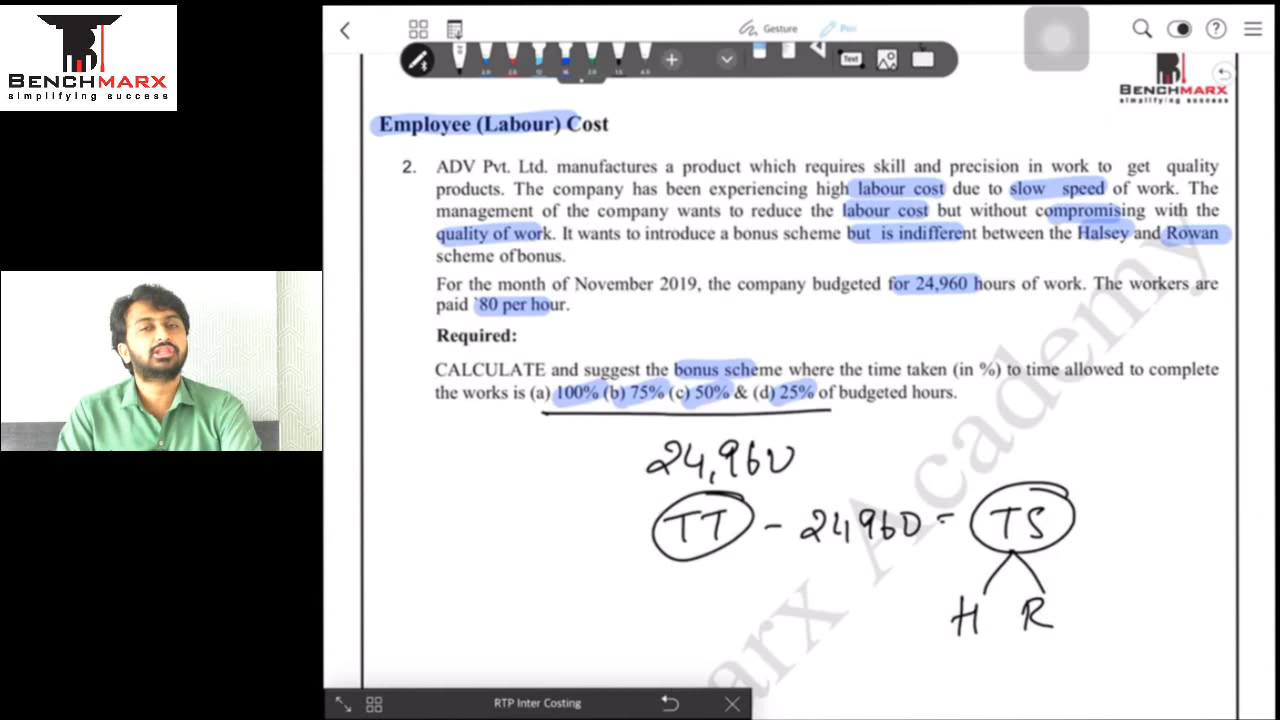 BENCHMARX
simplifying success
Gesture
Pen
Text
BENCHMARX
simplifying success
Employee (Labour) Cost
2. ADV Pvt. Ltd. manufactures a product which requires skill and precision in work to get quality
products. The company has been experiencing high labour cost due to slow speed of work. The
management of the company wants to reduce the labour cost but without compromising with the
quality of work. It wants to introduce a bonus scheme but is indifferent between the Halsey and Rowan
scheme of bonus.
For the month of November 2019, the company budgeted for 24,960 hours of work. The workers are
paid `80 per hour.
Required:
CALCULATE and suggest the bonus scheme where the time taken (in %) to time allowed to complete
the works is (a) 100% (b) 75% (c) 50% & (d) 25% of budgeted hours.
24,960
TT - 24960 = TS
H R
arx Academy
RTP Inter Costing